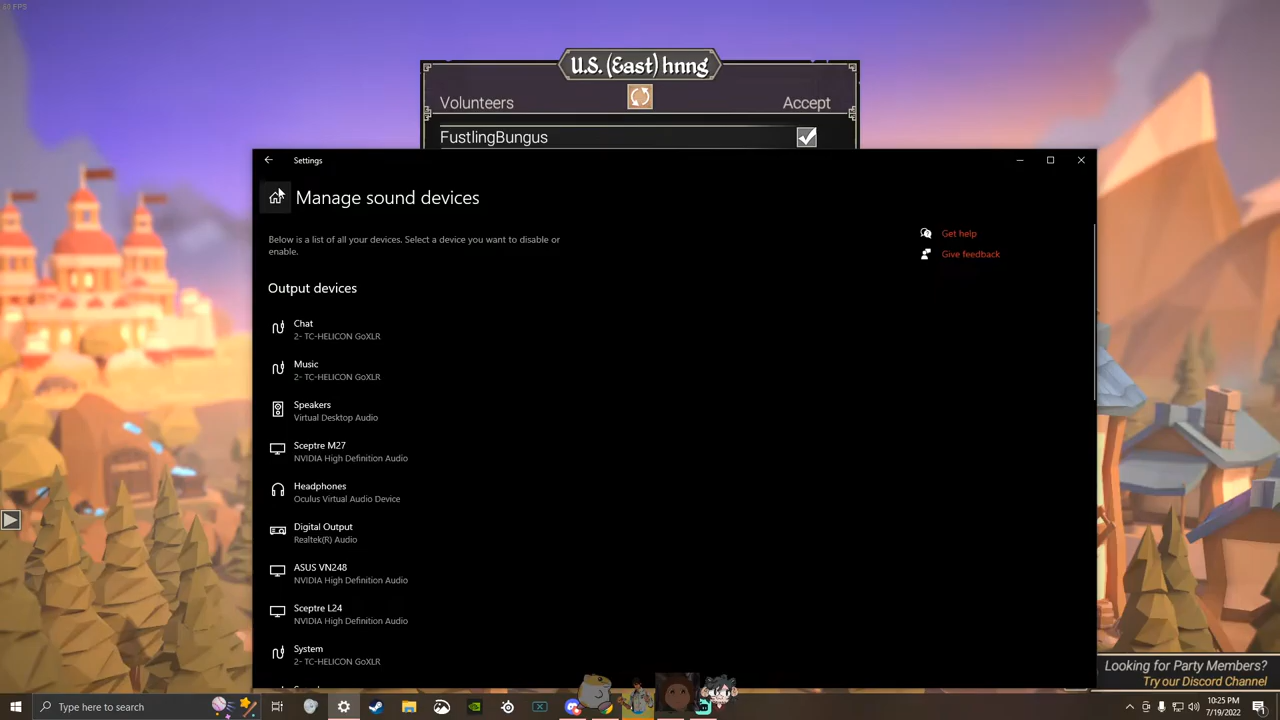 U.S. (East) hnng
Volunteers
Accept
FustlingBungus
Settings
Manage sound devices
Below is a list of all your devices. Select a device you want to disable or
enable.
Get help
Give feedback
Output devices
Chat
2- TC-HELICON GoXLR
Music
2- TC-HELICON GoXLR
Speakers
Virtual Desktop Audio
Sceptre M27
NVIDIA High Definition Audio
Headphones
Oculus Virtual Audio Device
Digital Output
Realtek(R) Audio
ASUS VN248
NVIDIA High Definition Audio
Sceptre L24
NVIDIA High Definition Audio
System
2- TC-HELICON GoXLR
Looking for Party Members?
Try our Discord Channel
Type here to search
10:25 PM
7/19/2022